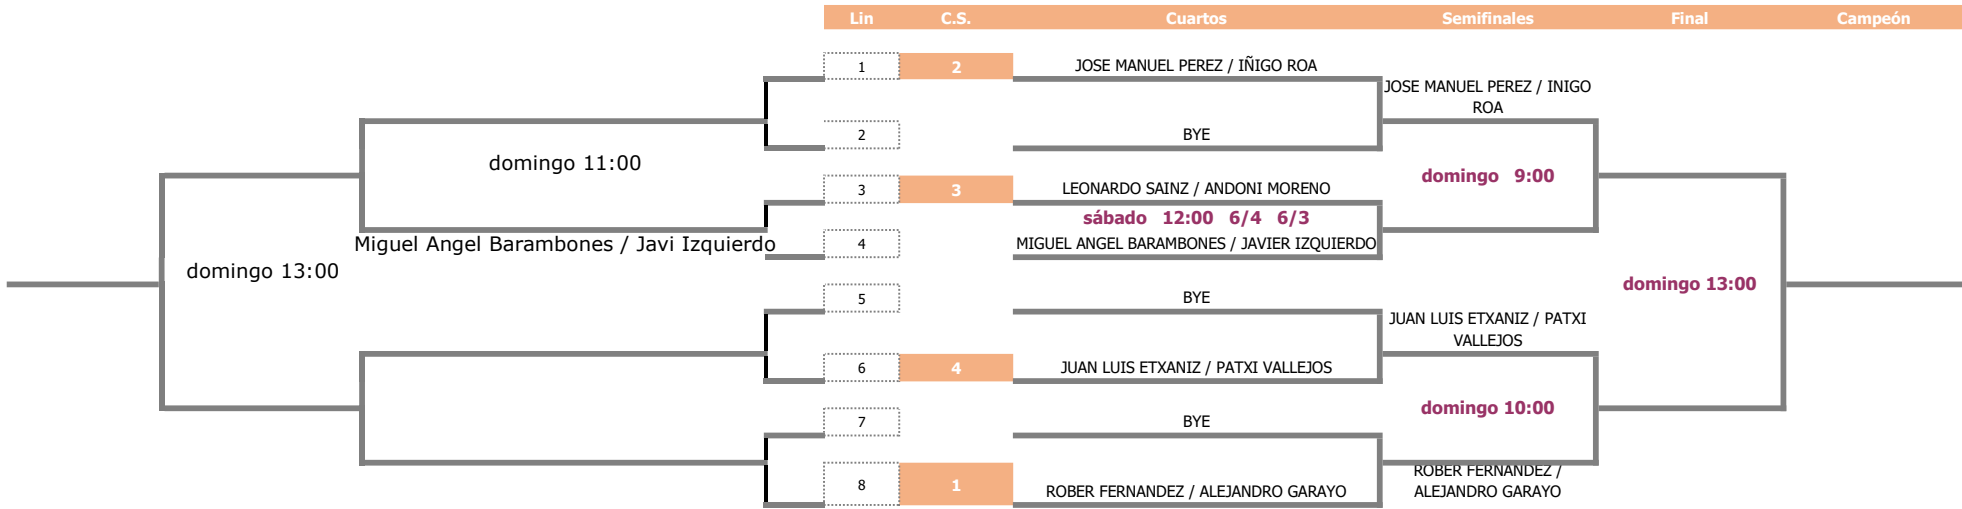 Lin C.S. Cuartos Semifinales Final Campeón
1 2 JOSE MANUEL PEREZ / IÑIGO ROA
JOSE MANUEL PEREZ / INIGO
ROA
2 BYE
domingo 11:00
domingo 9:00
3 3 LEONARDO SAINZ / ANDONI MORENO
sábado 12:00 6/4 6/3
Miguel Angel Barambones / Javi Izquierdo
4 MIGUEL ANGEL BARAMBONES / JAVIER IZQUIERDO
domingo 13:00
domingo 13:00
5 BYE
JUAN LUIS ETXANIZ / PATXI
VALLEJOS
6 4 JUAN LUIS ETXANIZ / PATXI VALLEJOS
domingo 10:00
7 BYE
ROBER FERNANDEZ /
ALEJANDRO GARAYO
8 1 ROBER FERNANDEZ / ALEJANDRO GARAYO